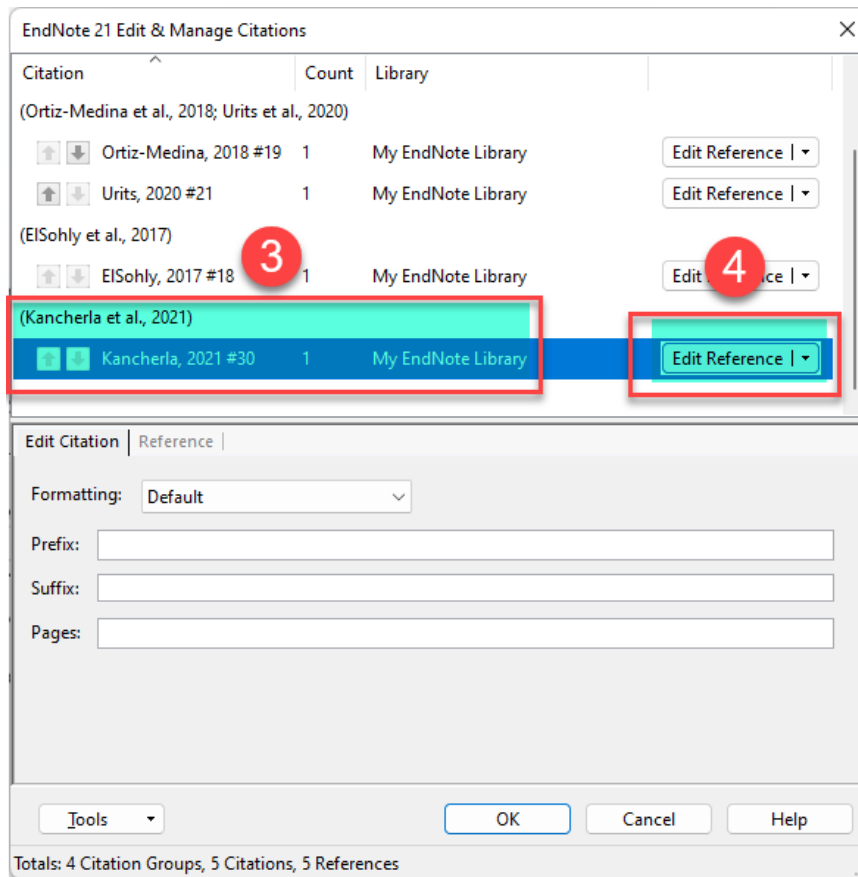 EndNote 21 Edit & Manage Citations
Citation Count Library
(Ortiz-Medina et al., 2018; Urits et al., 2020)
Ortiz-Medina, 2018 #19 1 My EndNote Library Edit Reference
Urits, 2020 #21 1 My EndNote Library Edit Reference
(ElSohly et al., 2017)
3
4
ElSohly, 2017 #18 1 My EndNote Library Edit
(Kancherla et al., 2021)
Kancherla, 2021 #30 1 My EndNote Library Edit Reference
Edit Citation Reference
Formatting: Default
Prefix:
Suffix:
Pages:
Tools OK Cancel Help
Totals: 4 Citation Groups, 5 Citations, 5 References